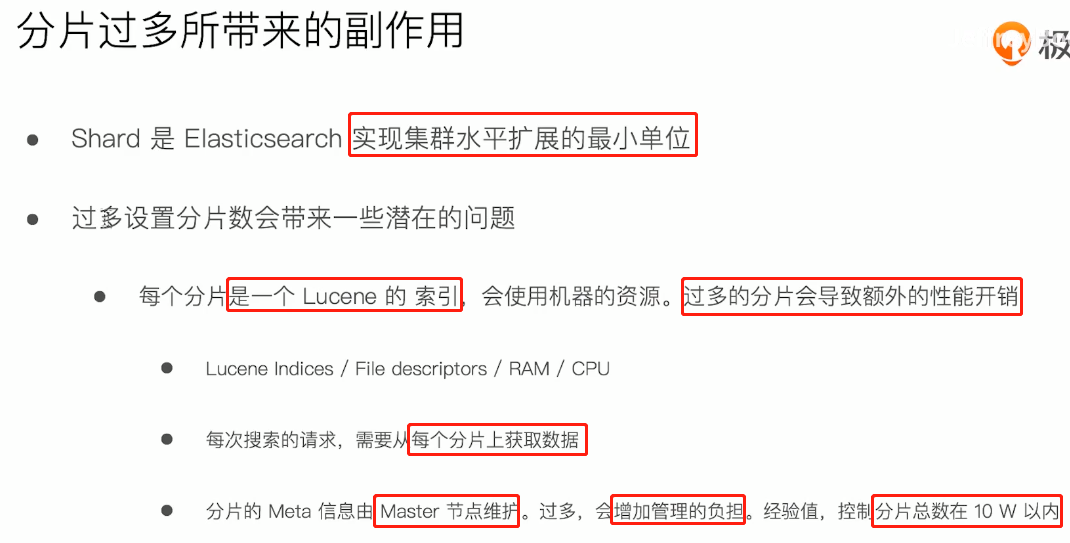 分片过多所带来的副作用
极
Shard 是 Elasticsearch 实现集群水平扩展的最小单位
过多设置分片数会带来一些潜在的问题
每个分片是一个 Lucene 的 索引，会使用机器的资源。过多的分片会导致额外的性能开销
Lucene Indices / File descriptors / RAM / CPU
每次搜索的请求，需要从每个分片上获取数据
分片的 Meta 信息由 Master 节点维护。过多，会增加管理的负担。经验值，控制分片总数在 10 W 以内